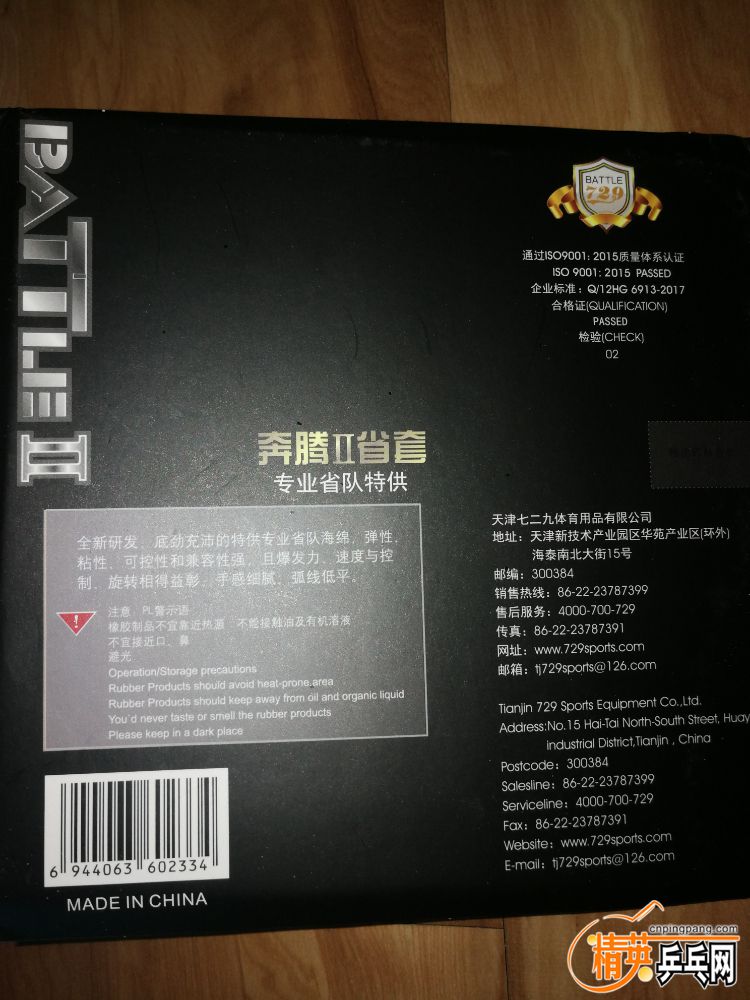 BATTLE II
BATTLE
729
通过ISO9001: 2015质量体系认证
ISO 9001: 2015 PASSED
企业标准: Q/12HG 6913-2017
合格证(QUALIFICATION)
PASSED
检验(CHECK)
02
奔腾II省套
专业省队特供
全新研发、底劲充沛的特供专业省队海绵，弹性、
粘性、可控性和兼容性强，且爆发力、速度与控
制、旋转相得益彰，手感细腻，弧线低平。
注意 PL警示语
橡胶制品不宜靠近热源 不能接触油及有机溶液
不宜接近口、鼻
避光
Operation/Storage precautions
Rubber Products should avoid heat-prone area
Rubber Products should keep away from oil and organic liquid
You`d never taste or smell the rubber products
Please keep in a dark place
天津七二九体育用品有限公司
地址: 天津新技术产业园区华苑产业区(环外)
海泰南北大街15号
邮编: 300384
销售热线: 86-22-23787399
售后服务: 4000-700-729
传真: 86-22-23787391
网址: www.729sports.com
邮箱: tj729sports@126.com
Tianjin 729 Sports Equipment Co.,Ltd.
Address:No.15 Hai-Tai North-South Street, Huay
industrial District,Tianjin , China
Postcode: 300384
Salesline: 86-22-23787399
Serviceline: 4000-700-729
Fax: 86-22-23787391
Website: www.729sports.com
E-mail: tj729sports@126.com
6 944063 602334
MADE IN CHINA
cnpingpang.com
精英乒乓网